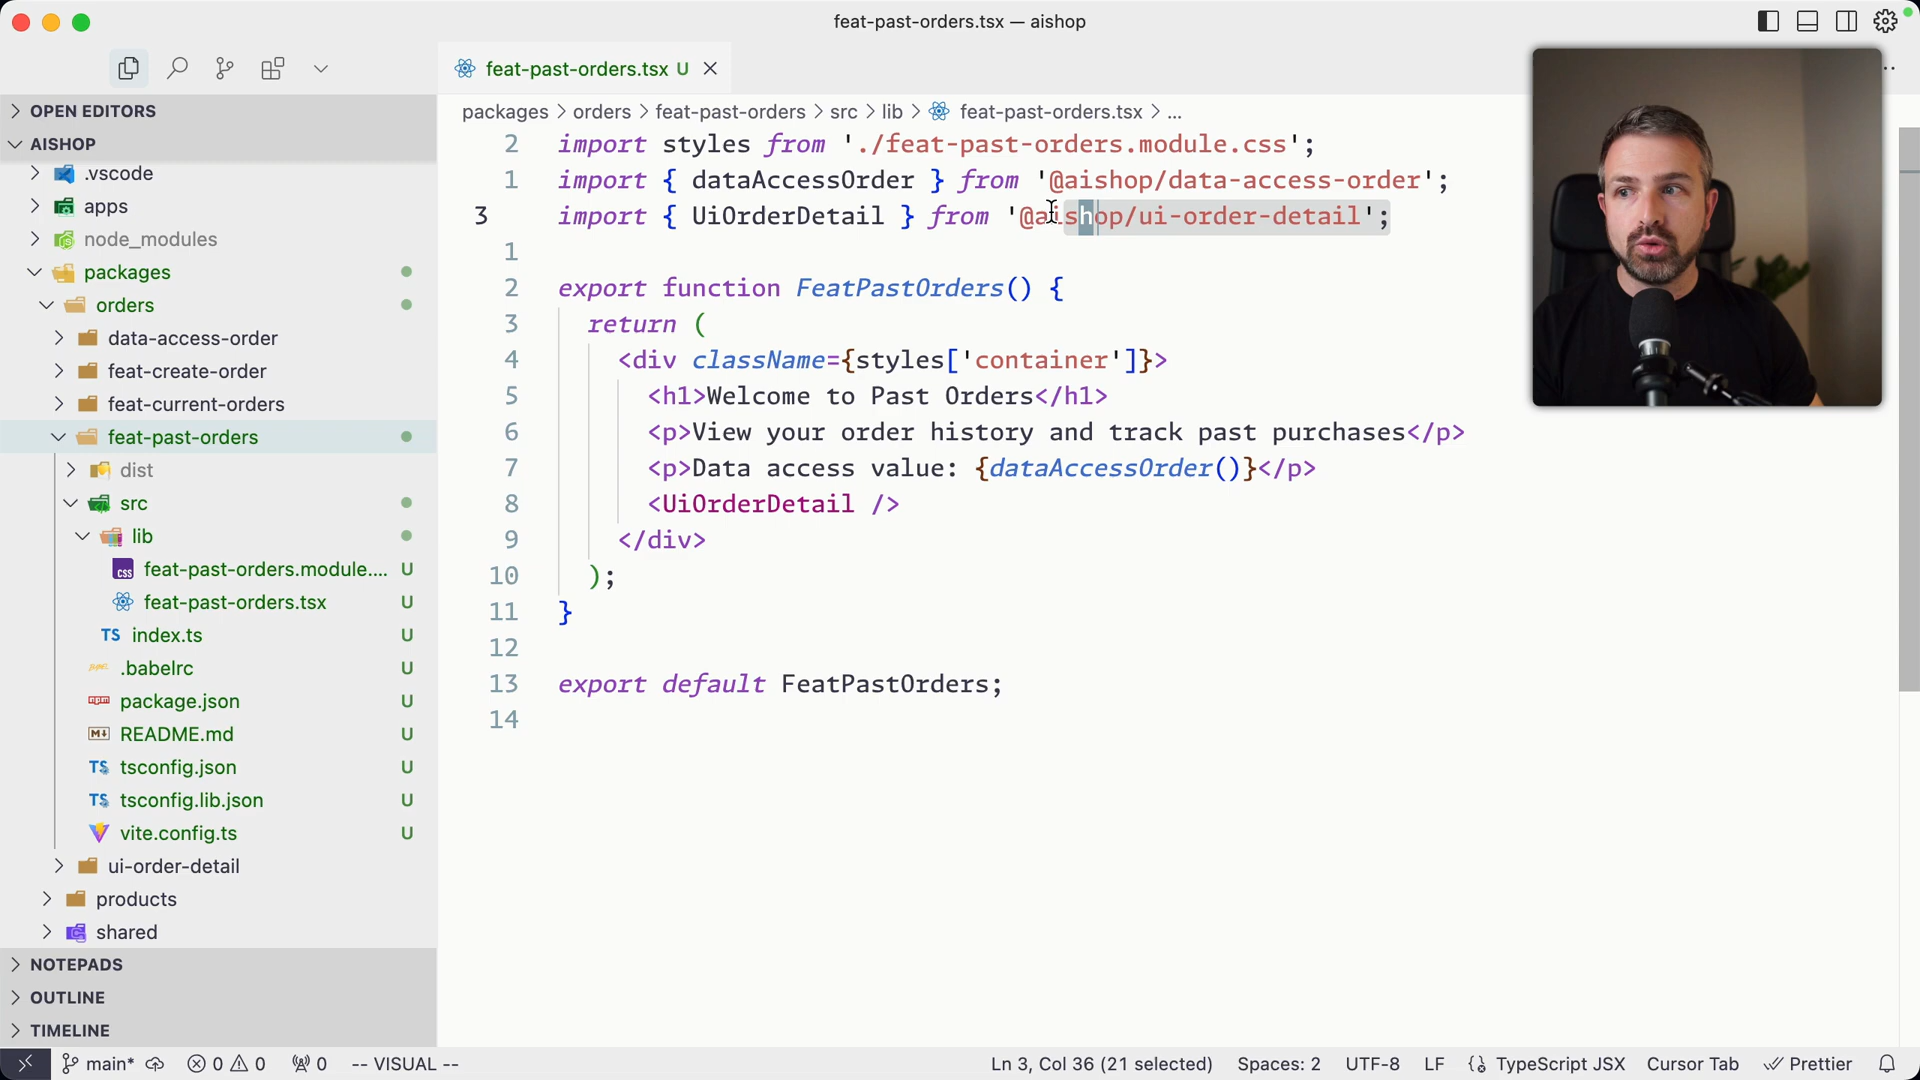 feat-past-orders.tsx — aishop
feat-past-orders.tsx U
OPEN EDITORS
AISHOP
.vscode
apps
node_modules
packages
orders
data-access-order
feat-create-order
feat-current-orders
feat-past-orders
dist
src
lib
feat-past-orders.module.... U
feat-past-orders.tsx U
TS index.ts U
.babelrc U
package.json U
README.md U
TS tsconfig.json U
TS tsconfig.lib.json U
vite.config.ts U
ui-order-detail
products
shared
NOTEPADS
OUTLINE
TIMELINE
packages > orders > feat-past-orders > src > lib > feat-past-orders.tsx > ...
2 import styles from './feat-past-orders.module.css';
1 import { dataAccessOrder } from '@aishop/data-access-order';
3 import { UiOrderDetail } from '@aishop/ui-order-detail';
1
2 export function FeatPastOrders() {
3 return (
4 <div className={styles['container']}>
5 <h1>Welcome to Past Orders</h1>
6 <p>View your order history and track past purchases</p>
7 <p>Data access value: {dataAccessOrder()}</p>
8 <UiOrderDetail />
9 </div>
10 );
11 }
12
13 export default FeatPastOrders;
14
main* 0 0 0 -- VISUAL -- Ln 3, Col 36 (21 selected) Spaces: 2 UTF-8 LF {} TypeScript JSX Cursor Tab Prettier